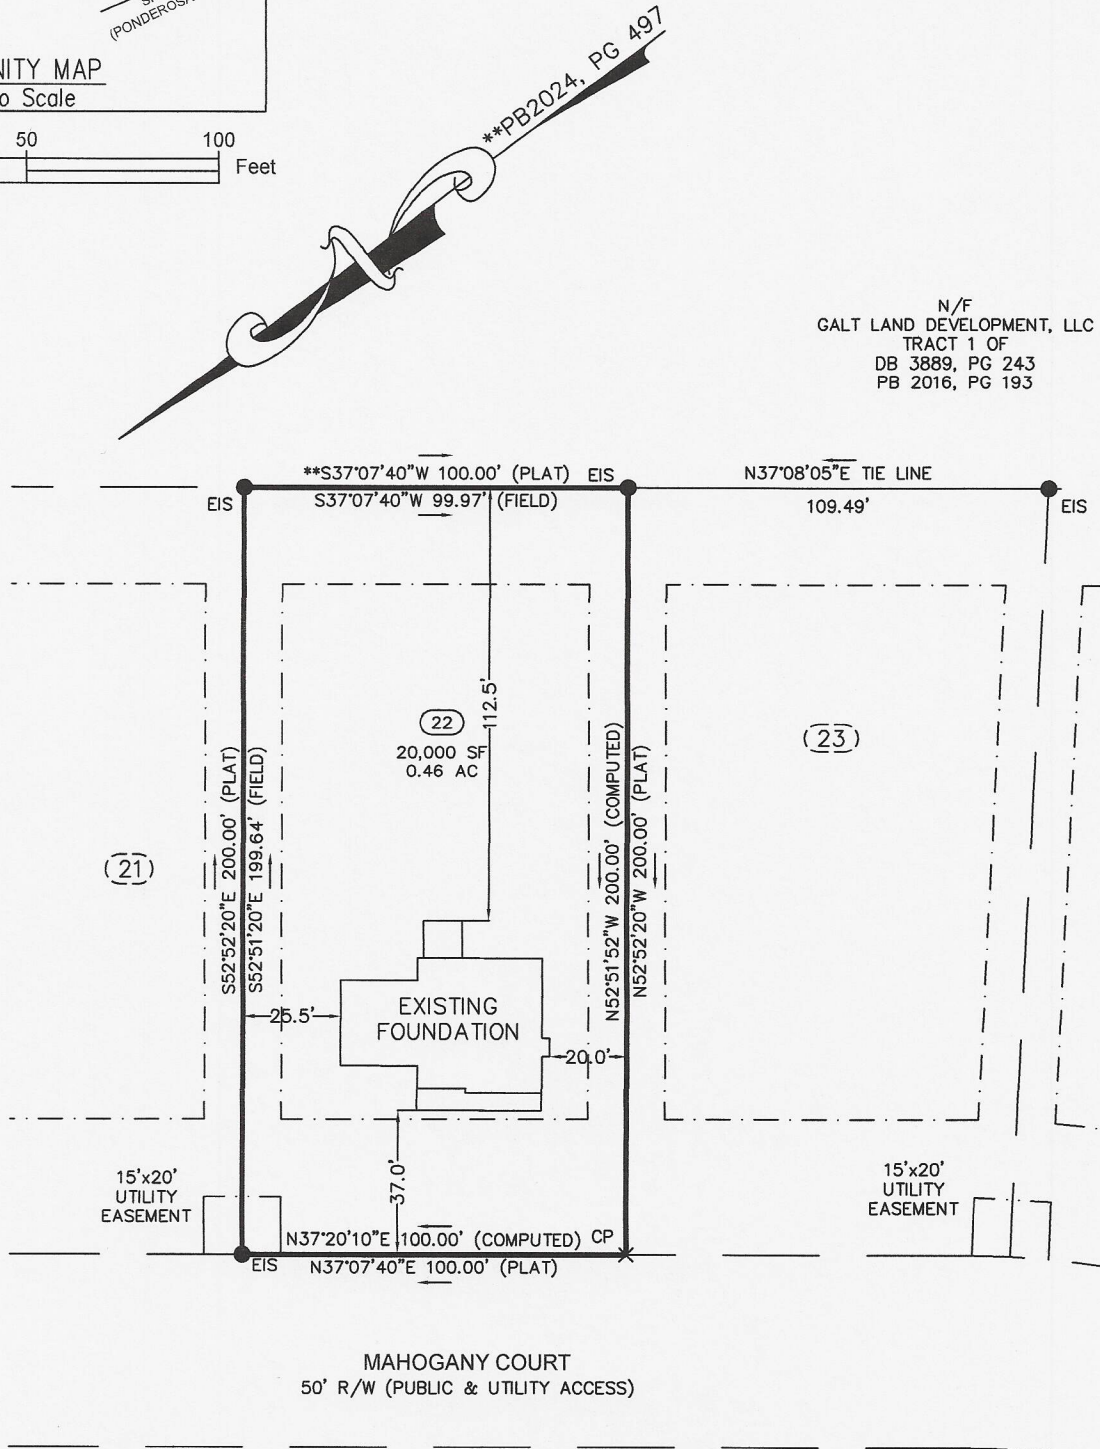 (PONDEROSA
NITY MAP
o Scale
50 100
Feet
**PB2024, PG 497
N/F
GALT LAND DEVELOPMENT, LLC
TRACT 1 OF
DB 3889, PG 243
PB 2016, PG 193
**S37°07'40"W 100.00' (PLAT) EIS
N37°08'05"E TIE LINE
EIS
S37°07'40"W 99.97' (FIELD)
109.49'
EIS
112.5'
22
20,000 SF
0.46 AC
23
21
S52°52'20"E 200.00' (PLAT)
S52°51'20"E 199.64' (FIELD)
N52°51'52"W 200.00' (COMPUTED)
N52°52'20"W 200.00' (PLAT)
EXISTING
FOUNDATION
25.5'
20.0'
37.0'
15'x20'
UTILITY
EASEMENT
15'x20'
UTILITY
EASEMENT
N37°20'10"E 100.00' (COMPUTED) CP
EIS
N37°07'40"E 100.00' (PLAT)
MAHOGANY COURT
50' R/W (PUBLIC & UTILITY ACCESS)